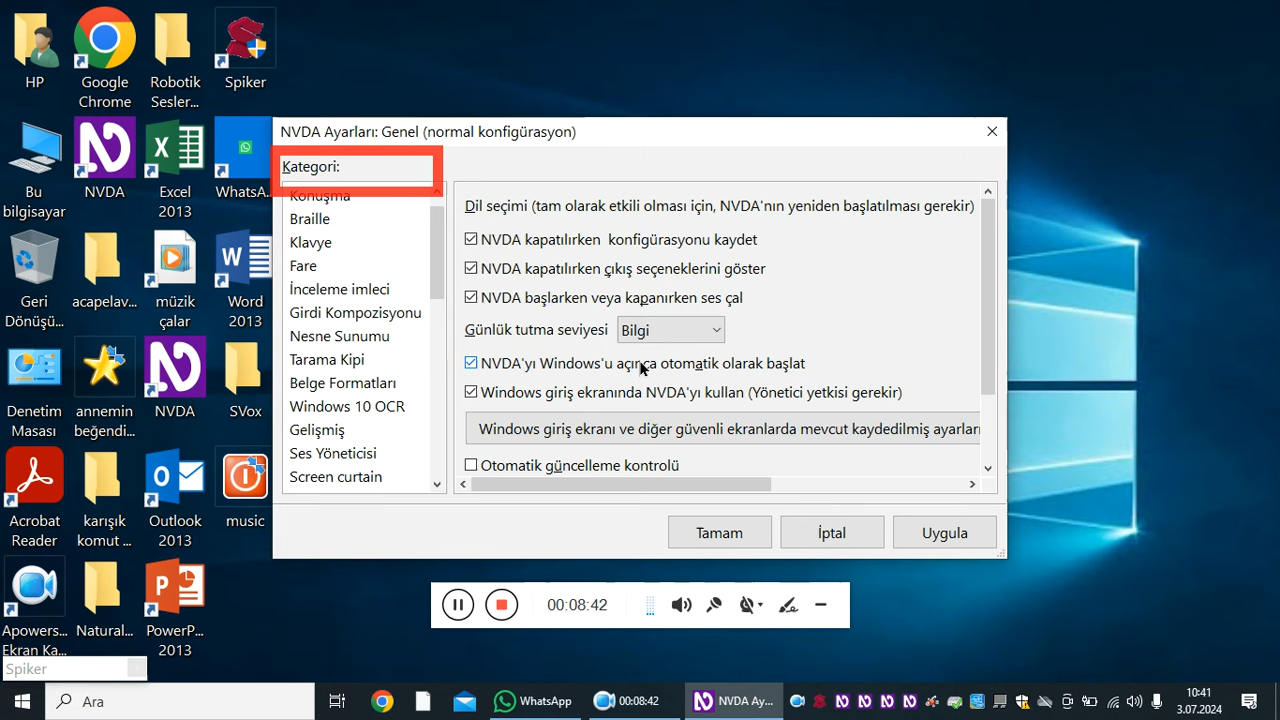 HP
Google
Chrome
Robotik
Sesler...
Spiker
Bu
bilgisayar
NVDA
Excel
2013
WhatsA...
Geri
Dönüşü...
acapelav...
müzik
çalar
Word
2013
Denetim
Masası
annemin
beğendi...
NVDA
SVox
Acrobat
Reader
karışık
komut ...
Outlook
2013
music
Apowers...
Ekran Ka...
Natural...
PowerP...
2013
NVDA Ayarları: Genel (normal konfigürasyon)
Kategori:
Konuşma
Braille
Klavye
Fare
İnceleme imleci
Girdi Kompozisyonu
Nesne Sunumu
Tarama Kipi
Belge Formatları
Windows 10 OCR
Gelişmiş
Ses Yöneticisi
Screen curtain
Dil seçimi (tam olarak etkili olması için, NVDA'nın yeniden başlatılması gerekir)
NVDA kapatılırken konfigürasyonu kaydet
NVDA kapatılırken çıkış seçeneklerini göster
NVDA başlarken veya kapanırken ses çal
Günlük tutma seviyesi Bilgi
NVDA'yı Windows'u açınca otomatik olarak başlat
Windows giriş ekranında NVDA'yı kullan (Yönetici yetkisi gerekir)
Windows giriş ekranı ve diğer güvenli ekranlarda mevcut kaydedilmiş ayarları
Otomatik güncelleme kontrolü
Tamam İptal Uygula
00:08:42
Spiker
Ara
WhatsApp
00:08:42
NVDA Ay...
10:41
3.07.2024